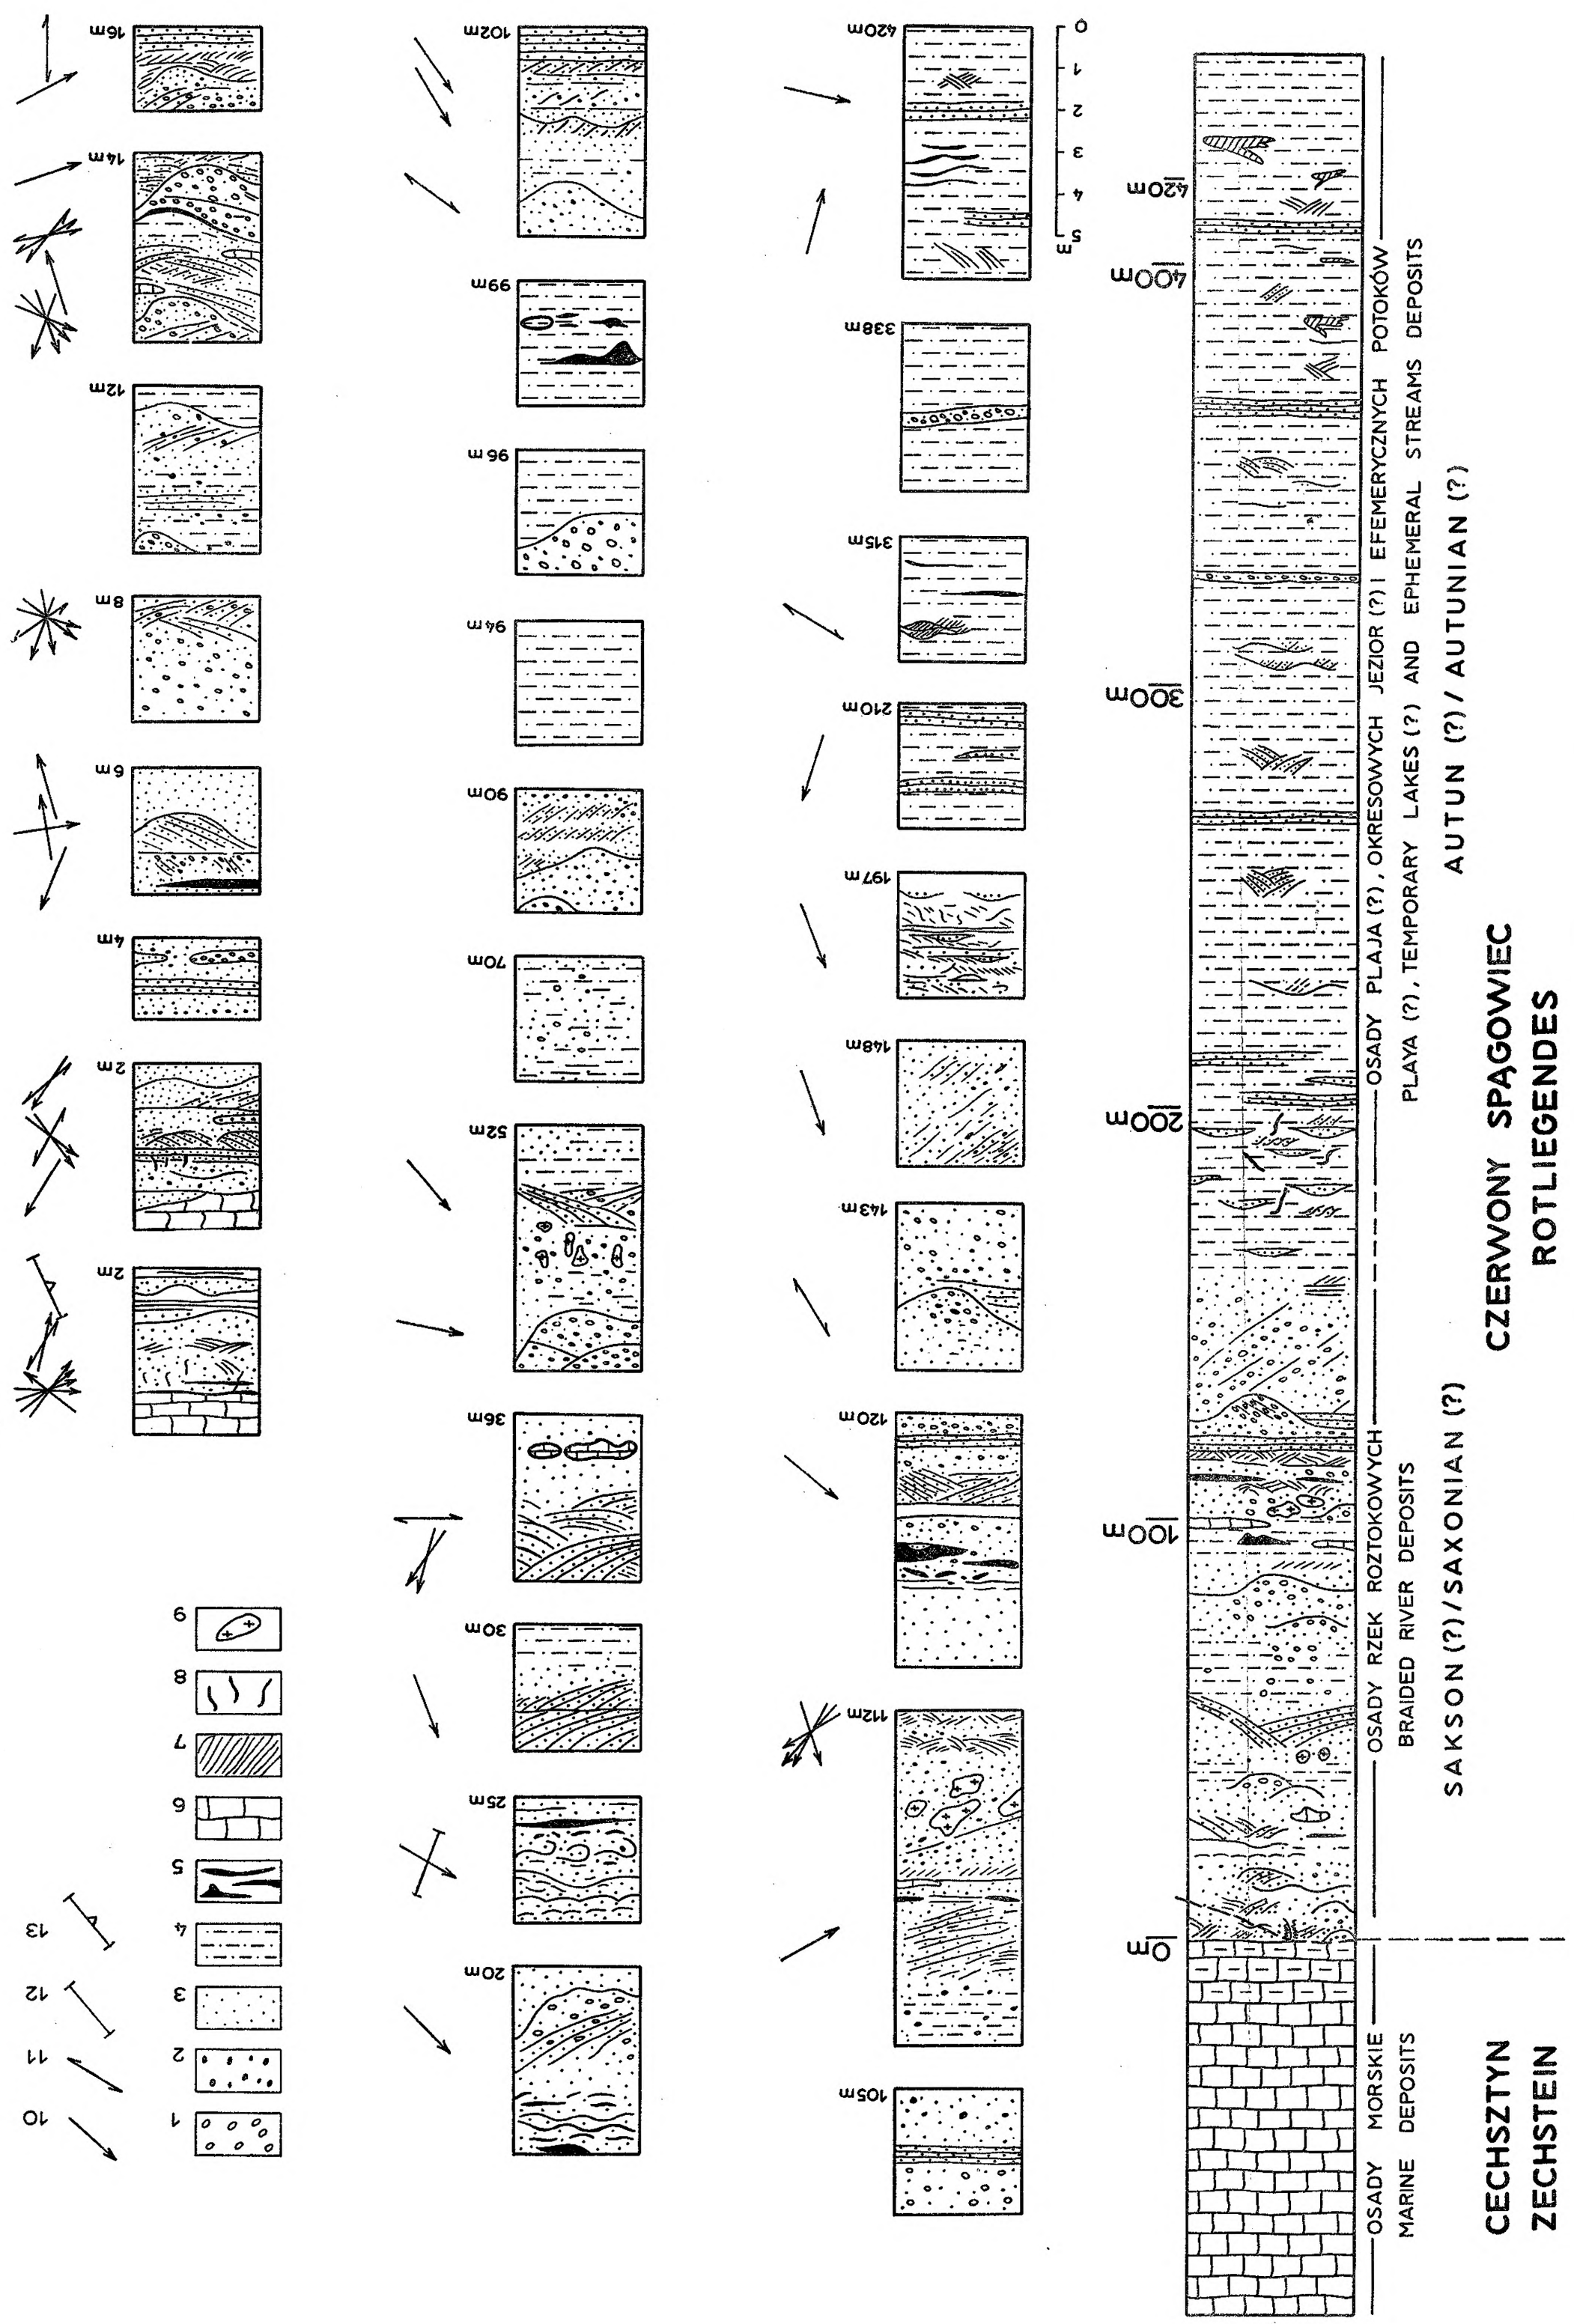 16m
14m
12m
8m
6m
4m
2m
2m
102m
99m
96m
94m
90m
70m
52m
36m
30m
25m
20m
420m
338m
315m
210m
197m
148m
143m
120m
112m
105m
0
1
2
3
4
5
m
9
8
7
6
5
4
3
2
1
13
12
11
10
420m
400m
300m
200m
100m
0m
OSADY MORSKIE
MARINE DEPOSITS
OSADY RZEK ROZTOKOWYCH
BRAIDED RIVER DEPOSITS
OSADY PLAJA (?), OKRESOWYCH JEZIOR (?) I EFEMERYCZNYCH POTOKÓW
PLAYA (?), TEMPORARY LAKES (?) AND EPHEMERAL STREAMS DEPOSITS
SAKSON (?) / SAXONIAN (?)
AUTUN (?) / AUTUNIAN (?)
CECHSZTYN
ZECHSTEIN
CZERWONY SPĄGOWIEC
ROTLIEGENDES